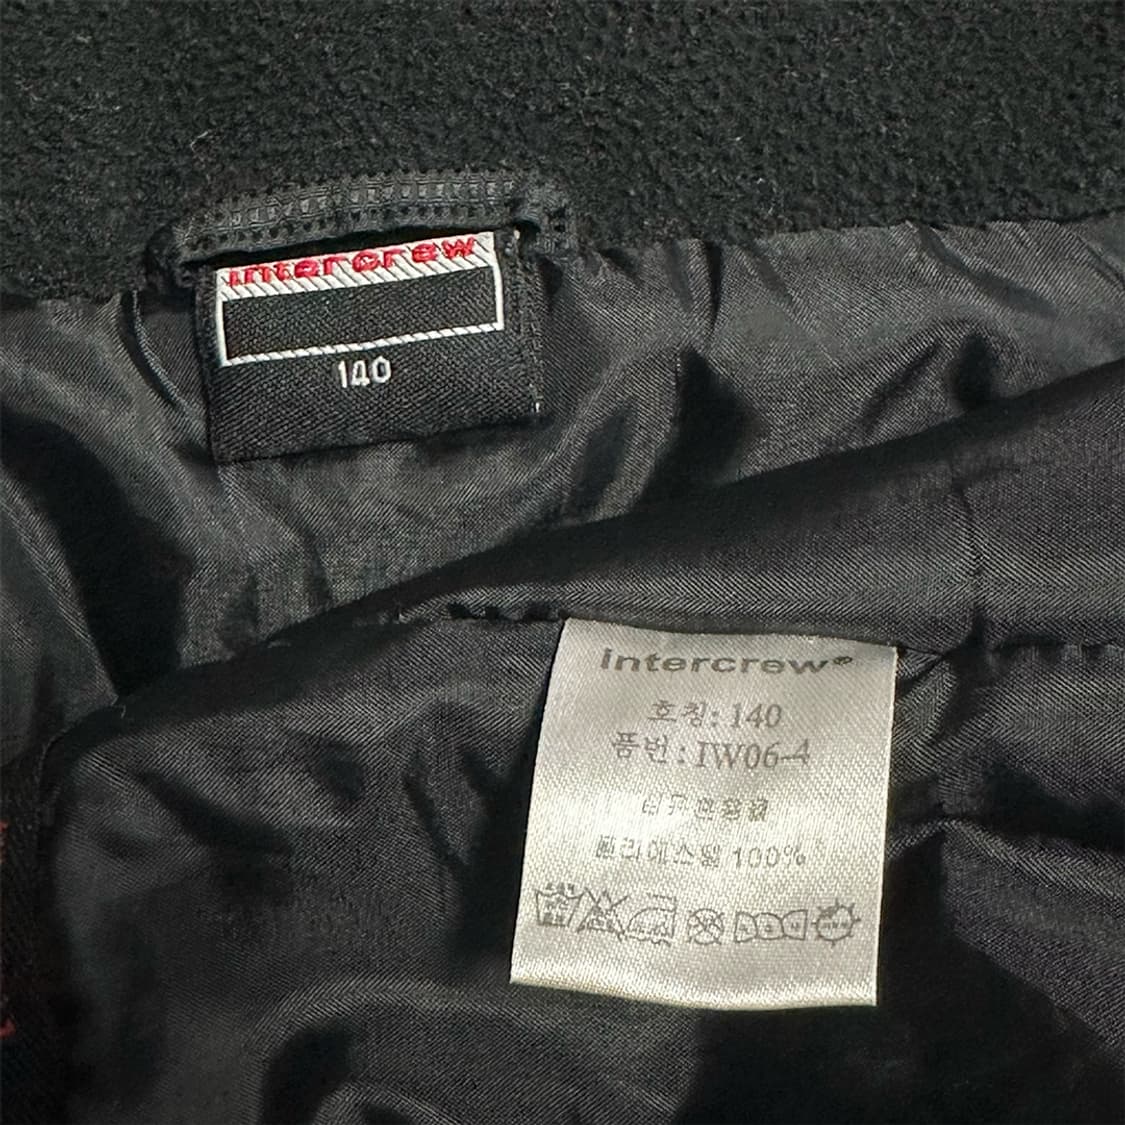 intercrew
140
intercrew®
호칭: 140
품번: IW06-4
폴리에스텔 100%